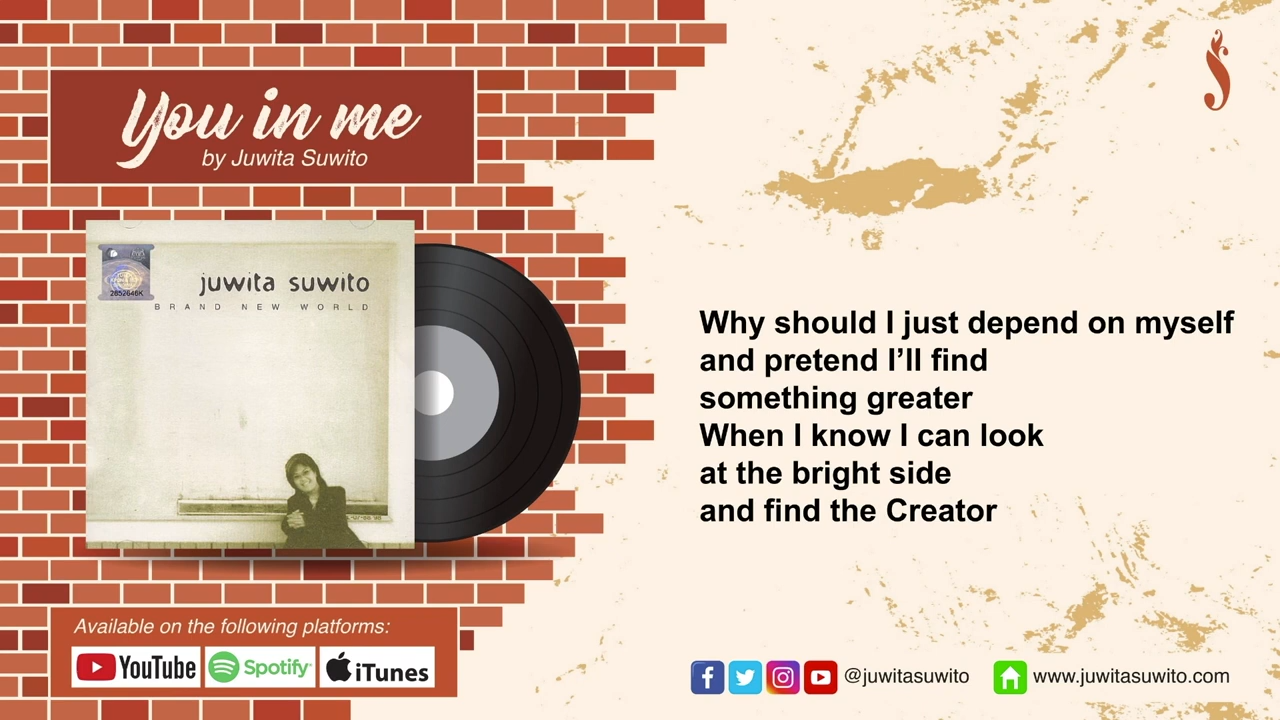 You in me
by Juwita Suwito
juwita suwito
BRAND NEW WORLD
2652646K
Why should I just depend on myself
and pretend I’ll find
something greater
When I know I can look
at the bright side
and find the Creator
Available on the following platforms:
YouTube
Spotify
iTunes
@juwitasuwito
www.juwitasuwito.com